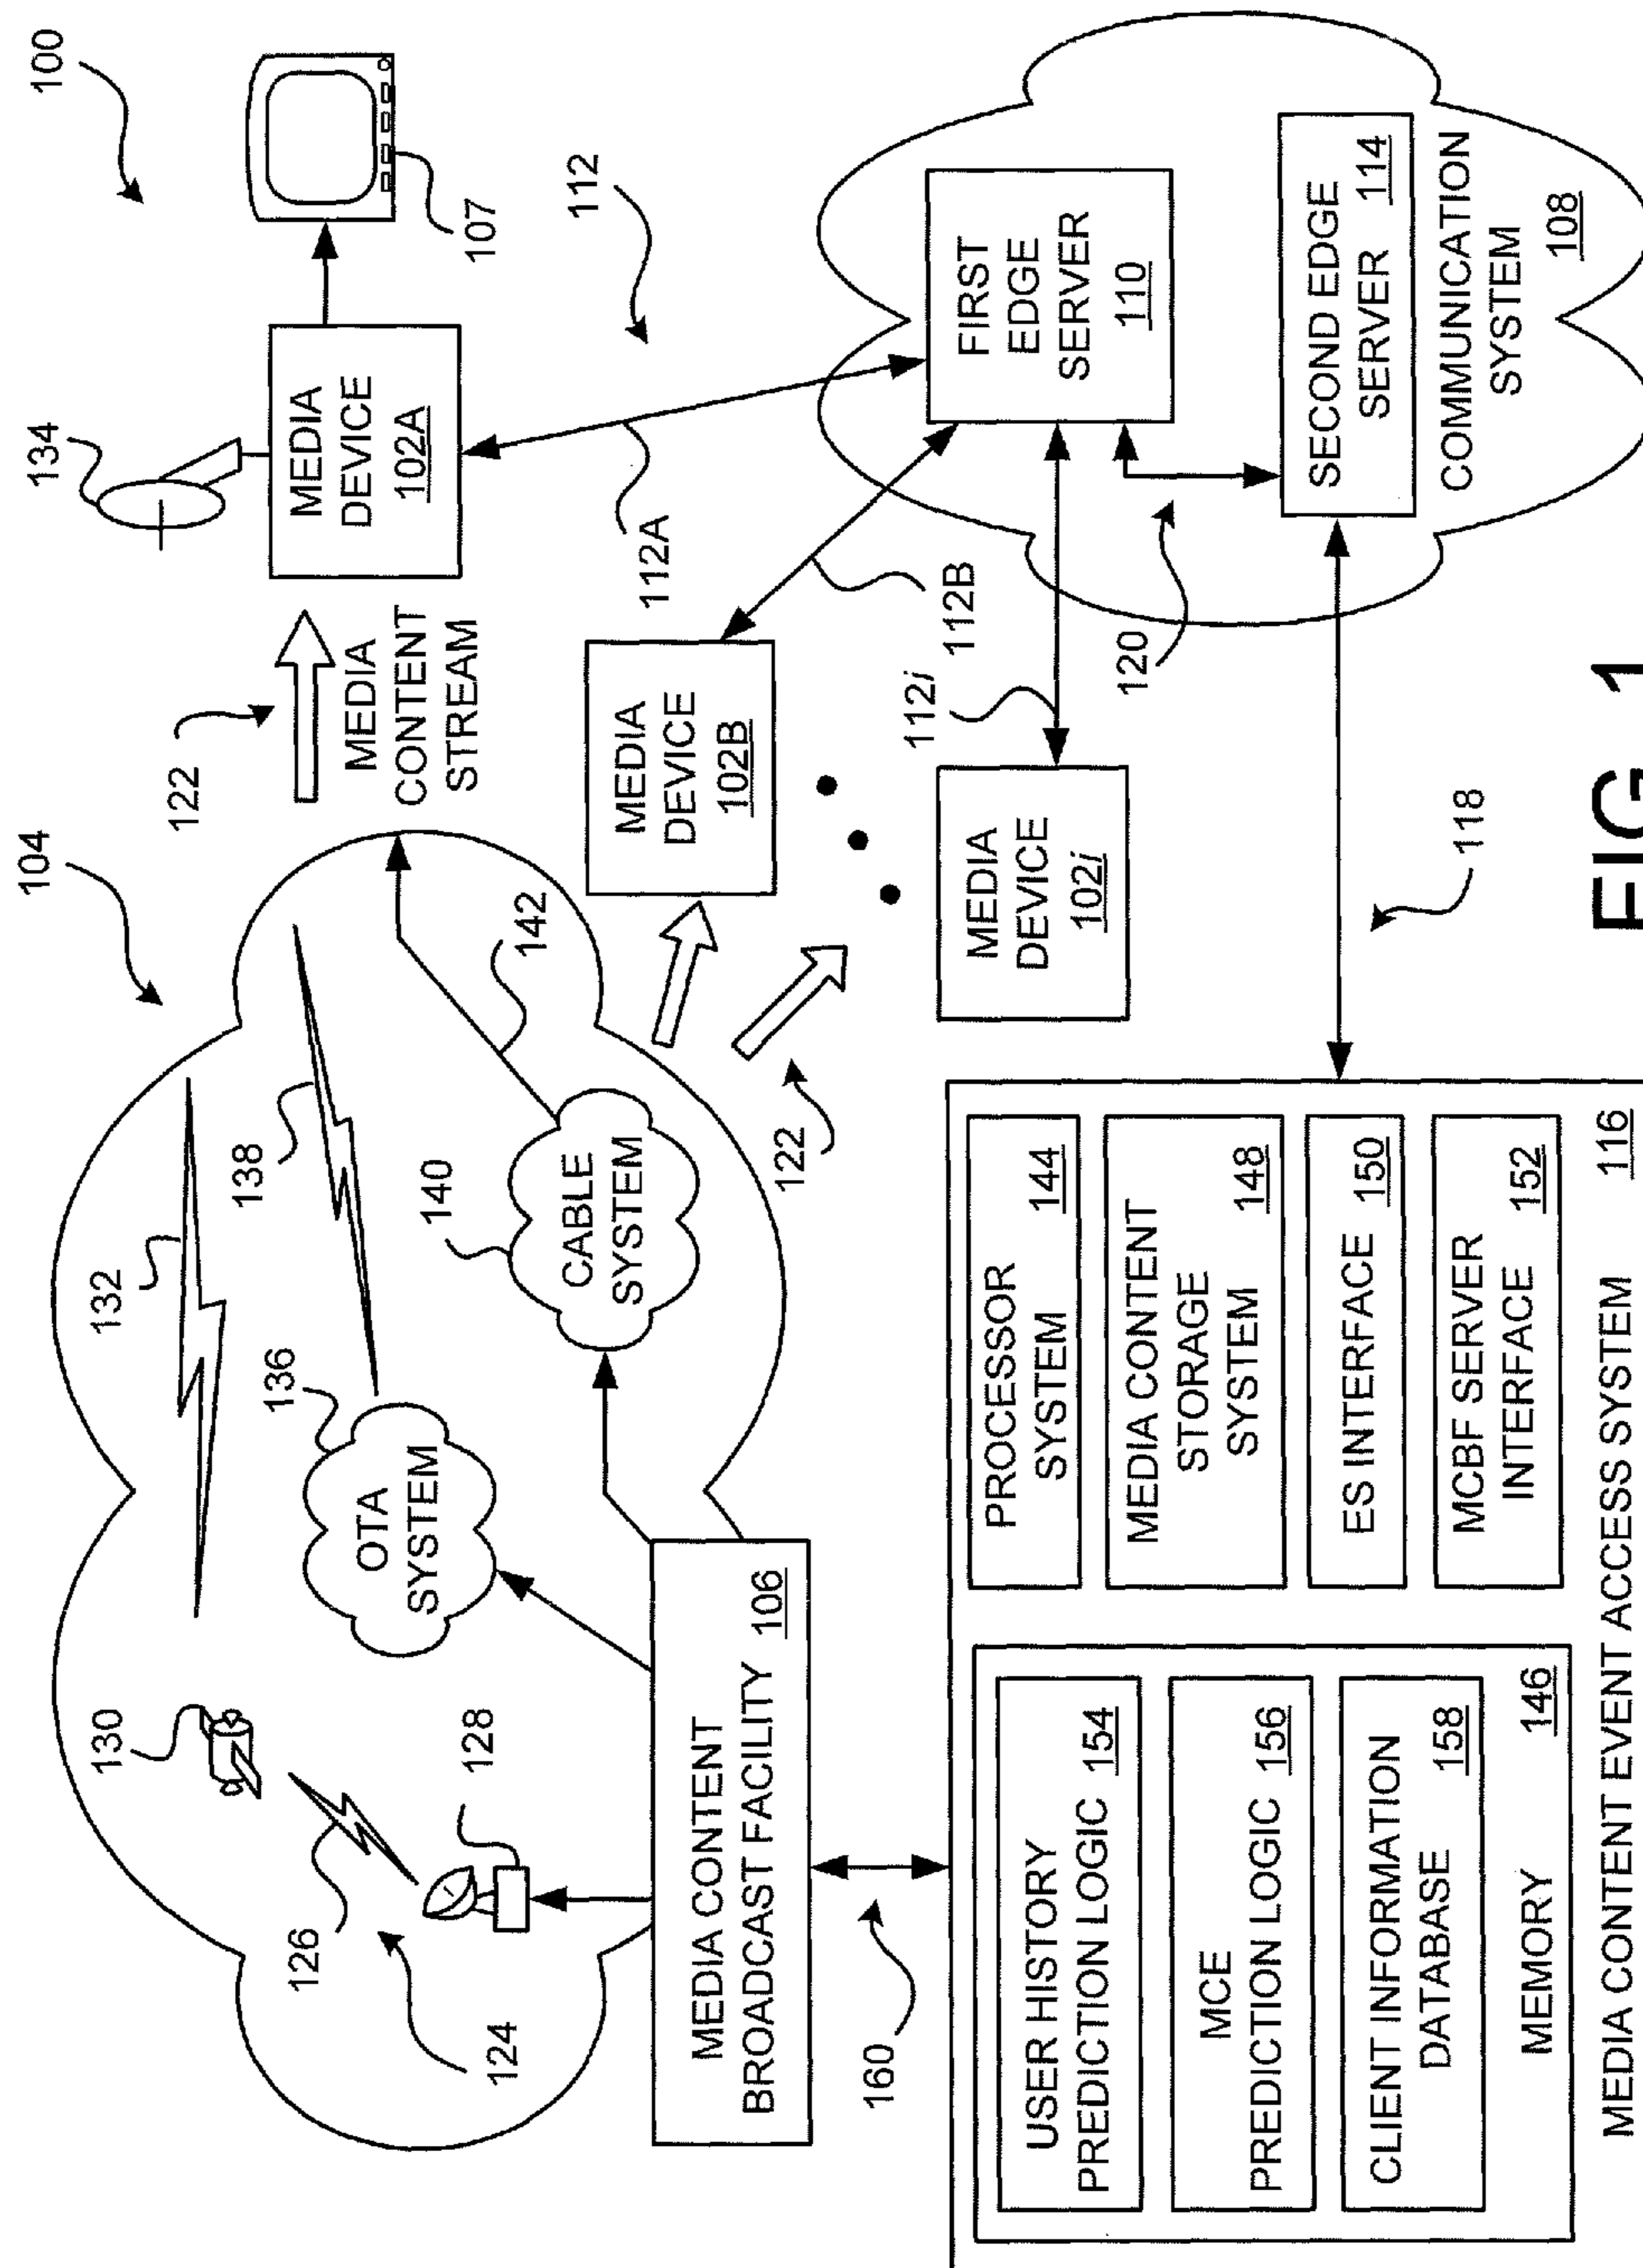 100
104
122
134
MEDIA
DEVICE
102A
107
MEDIA
CONTENT
STREAM
112
112A
132
138
130
126
124
128
OTA
SYSTEM
136
140
CABLE
SYSTEM
142
122
MEDIA
DEVICE
102B
112B
MEDIA
DEVICE
102i
112i
120
FIRST
EDGE
SERVER
110
SECOND EDGE
SERVER 114
COMMUNICATION
SYSTEM
108
118
MEDIA CONTENT
BROADCAST FACILITY 106
160
USER HISTORY
PREDICTION LOGIC 154
MCE
PREDICTION LOGIC 156
CLIENT INFORMATION
DATABASE 158
MEMORY 146
PROCESSOR
SYSTEM 144
MEDIA CONTENT
STORAGE
SYSTEM 148
ES INTERFACE 150
MCBF SERVER
INTERFACE 152
MEDIA CONTENT EVENT ACCESS SYSTEM 116
FIG 1